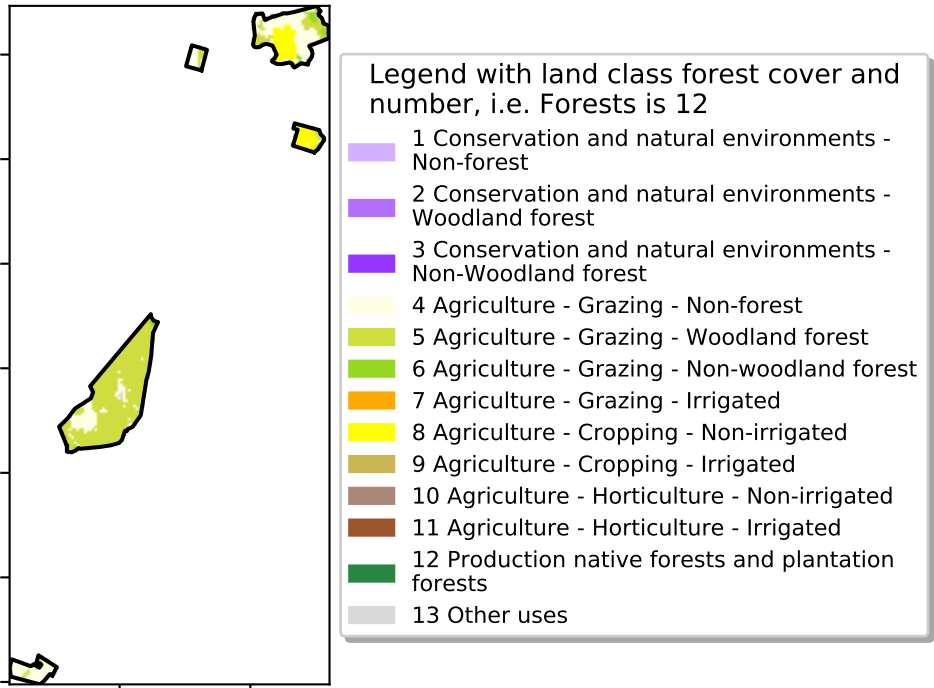 Legend with land class forest cover and
number, i.e. Forests is 12
1 Conservation and natural environments -
Non-forest
2 Conservation and natural environments -
Woodland forest
3 Conservation and natural environments -
Non-Woodland forest
4 Agriculture - Grazing - Non-forest
5 Agriculture - Grazing - Woodland forest
6 Agriculture - Grazing - Non-woodland forest
7 Agriculture - Grazing - Irrigated
8 Agriculture - Cropping - Non-irrigated
9 Agriculture - Cropping - Irrigated
10 Agriculture - Horticulture - Non-irrigated
11 Agriculture - Horticulture - Irrigated
12 Production native forests and plantation
forests
13 Other uses